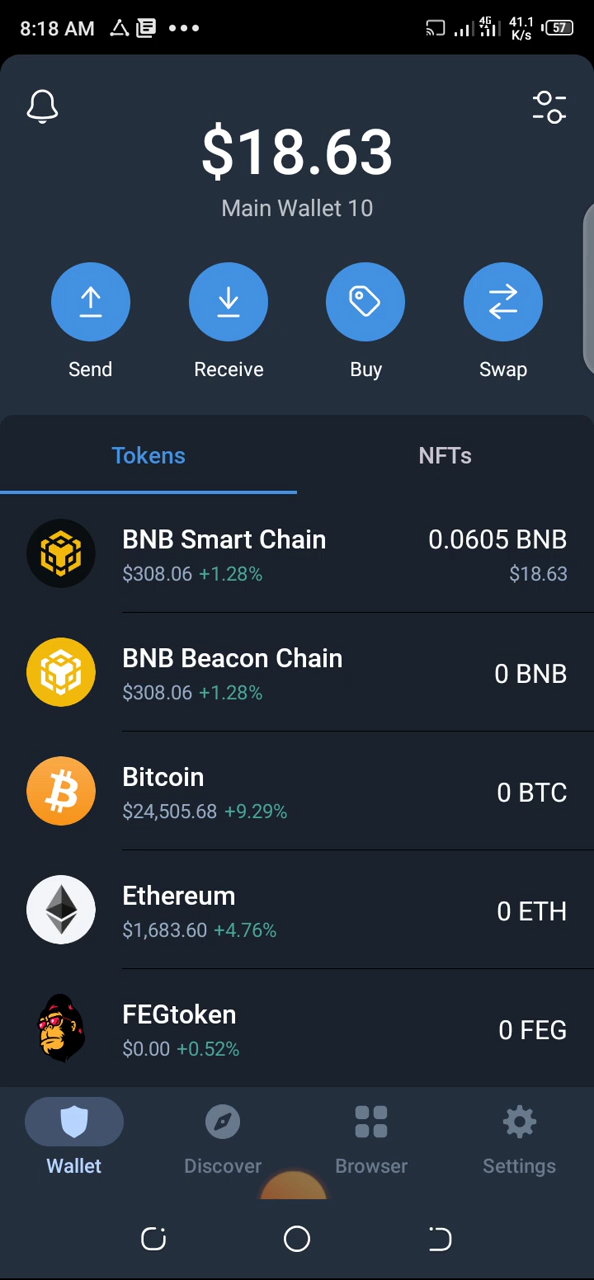 8:18 AM 4G 41.1 K/s 57
$18.63
Main Wallet 10
Send Receive Buy Swap
Tokens NFTs
BNB Smart Chain 0.0605 BNB
$308.06 +1.28% $18.63
BNB Beacon Chain 0 BNB
$308.06 +1.28%
Bitcoin 0 BTC
$24,505.68 +9.29%
Ethereum 0 ETH
$1,683.60 +4.76%
FEGtoken 0 FEG
$0.00 +0.52%
Wallet Discover Browser Settings